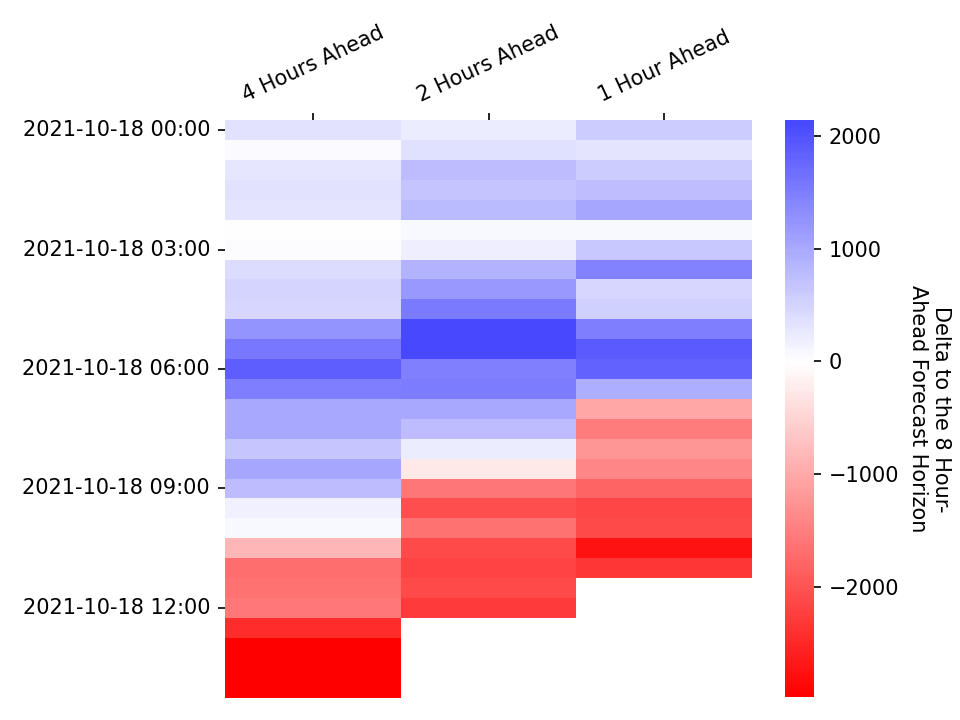 4 Hours Ahead
2 Hours Ahead
1 Hour Ahead
2021-10-18 00:00
2021-10-18 03:00
2021-10-18 06:00
2021-10-18 09:00
2021-10-18 12:00
2000
1000
0
−1000
−2000
Delta to the 8 Hour-
Ahead Forecast Horizon